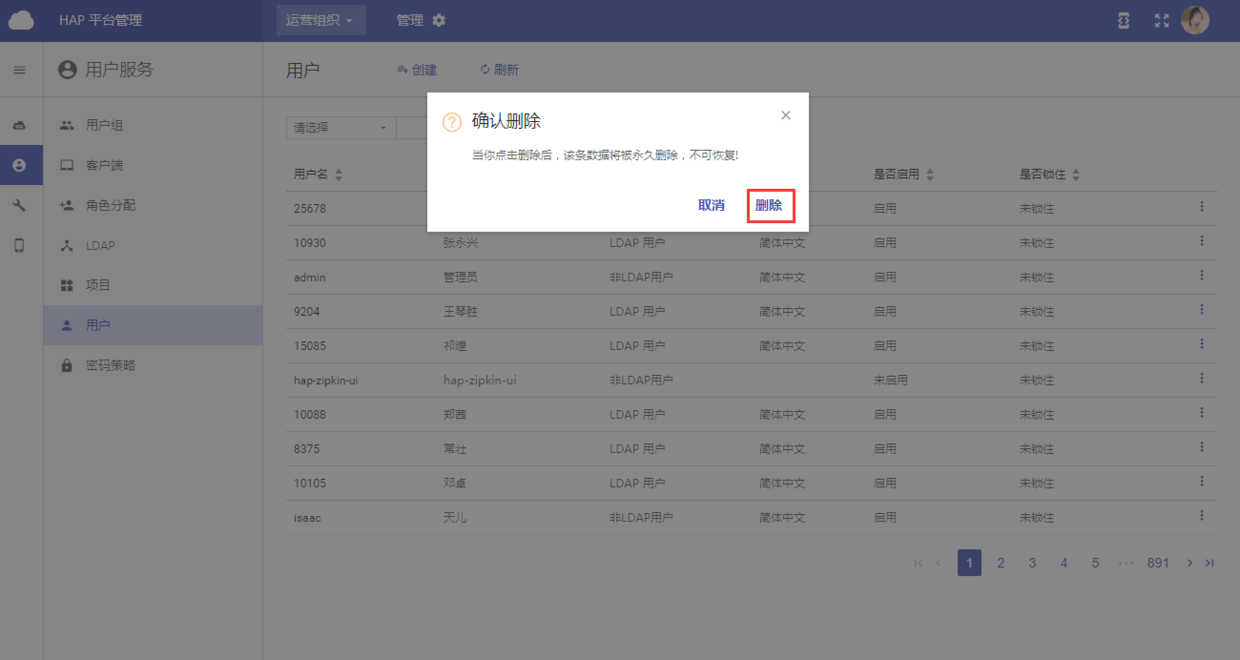 HAP 平台管理 运营组织 管理
用户服务 用户 创建 刷新
用户组
客户端
角色分配
LDAP
项目
用户
密码策略
确认删除
当你点击删除后，该条数据将被永久删除，不可恢复!
取消 删除
请选择
用户名 是否启用 是否锁住
25678 启用 未锁住
10930 张永兴 LDAP 用户 简体中文 启用 未锁住
admin 管理员 非LDAP用户 简体中文 启用 未锁住
9204 王琴胜 LDAP 用户 简体中文 启用 未锁住
15085 祁煌 LDAP 用户 简体中文 启用 未锁住
hap-zipkin-ui hap-zipkin-ui 非LDAP用户 未启用 未锁住
10088 郑茜 LDAP 用户 简体中文 启用 未锁住
8375 常壮 LDAP 用户 简体中文 启用 未锁住
10105 邓卓 LDAP 用户 简体中文 启用 未锁住
isaac 天儿 非LDAP用户 简体中文 启用 未锁住
1 2 3 4 5 ··· 891